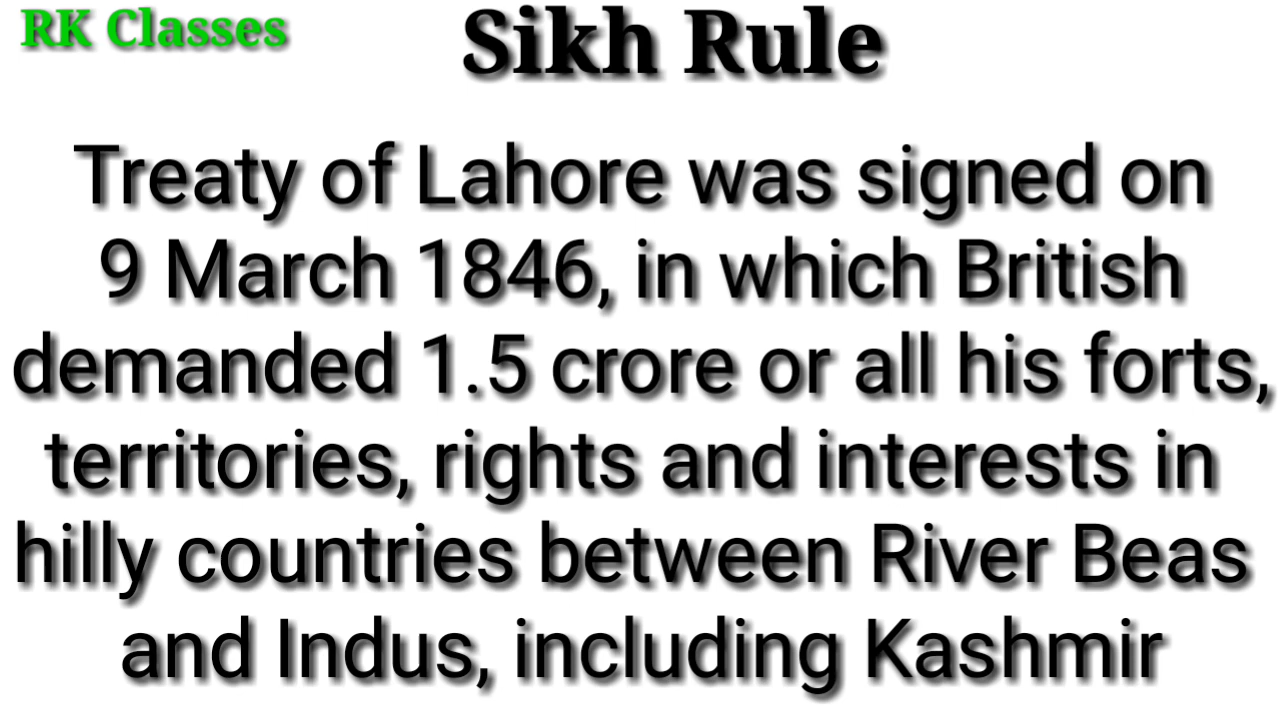 RK Classes
Sikh Rule
Treaty of Lahore was signed on
9 March 1846, in which British
demanded 1.5 crore or all his forts,
territories, rights and interests in
hilly countries between River Beas
and Indus, including Kashmir